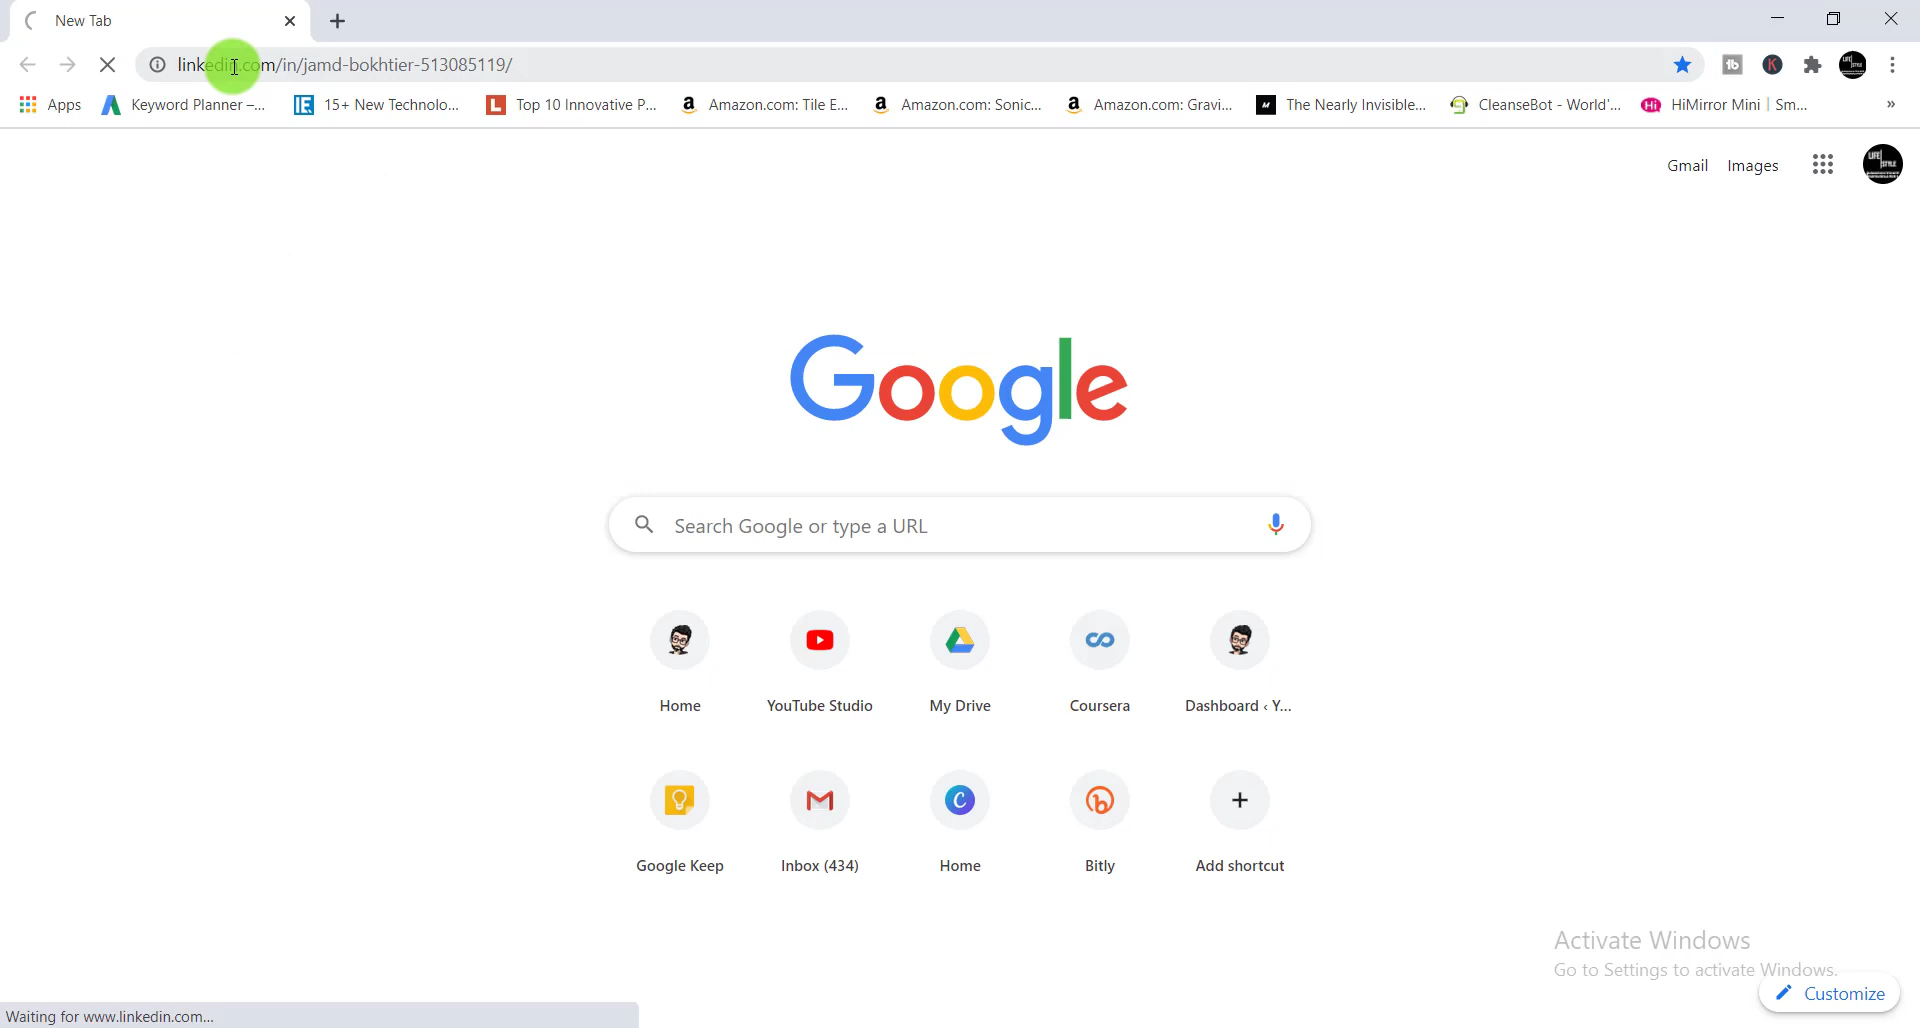 New Tab
linkedin.com/in/jamd-bokhtier-513085119/
Apps
Keyword Planner –...
15+ New Technolo...
Top 10 Innovative P...
Amazon.com: Tile E...
Amazon.com: Sonic...
Amazon.com: Gravi...
The Nearly Invisible...
CleanseBot - World'...
HiMirror Mini | Sm...
Gmail
Images
Google
Search Google or type a URL
Home
YouTube Studio
My Drive
Coursera
Dashboard ‹ Y...
Google Keep
Inbox (434)
Home
Bitly
Add shortcut
Activate Windows
Go to Settings to activate Windows.
Customize
Waiting for www.linkedin.com...